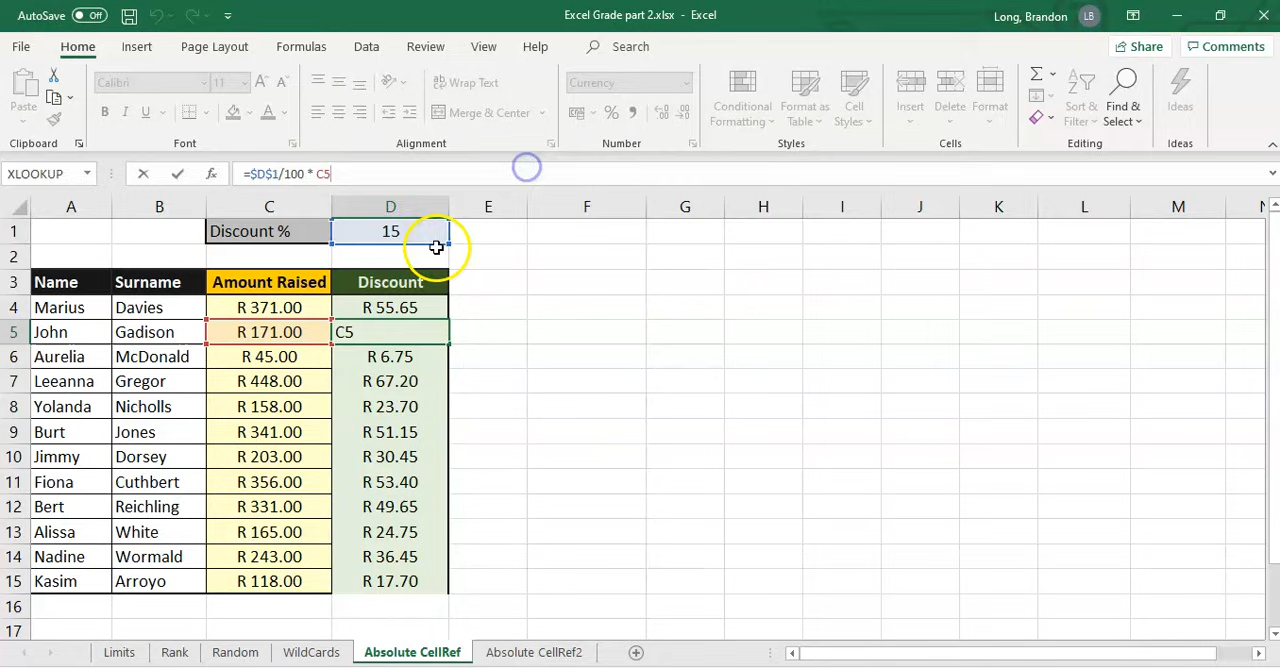 AutoSave Off Excel Grade part 2.xlsx - Excel Long, Brandon LB
File Home Insert Page Layout Formulas Data Review View Help Search Share Comments
Calibri 11 Wrap Text Currency
Paste B I U Merge & Center % , Conditional Formatting Format as Table Cell Styles Insert Delete Format Sort & Filter Find & Select Ideas
Clipboard Font Alignment Number Styles Cells Editing Ideas
XLOOKUP fx =$D$1/100 * C5
A B C D E F G H I J K L M N
1 Discount % 15
2
3 Name Surname Amount Raised Discount
4 Marius Davies R 371.00 R 55.65
5 John Gadison R 171.00 C5
6 Aurelia McDonald R 45.00 R 6.75
7 Leeanna Gregor R 448.00 R 67.20
8 Yolanda Nicholls R 158.00 R 23.70
9 Burt Jones R 341.00 R 51.15
10 Jimmy Dorsey R 203.00 R 30.45
11 Fiona Cuthbert R 356.00 R 53.40
12 Bert Reichling R 331.00 R 49.65
13 Alissa White R 165.00 R 24.75
14 Nadine Wormald R 243.00 R 36.45
15 Kasim Arroyo R 118.00 R 17.70
16
17
Limits Rank Random WildCards Absolute CellRef Absolute CellRef2